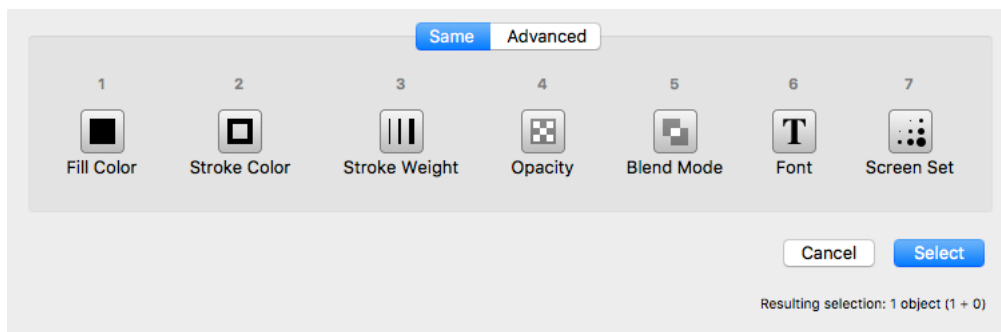 Same Advanced
1 2 3 4 5 6 7
T
Fill Color Stroke Color Stroke Weight Opacity Blend Mode Font Screen Set
Cancel Select
Resulting selection: 1 object (1 + 0)